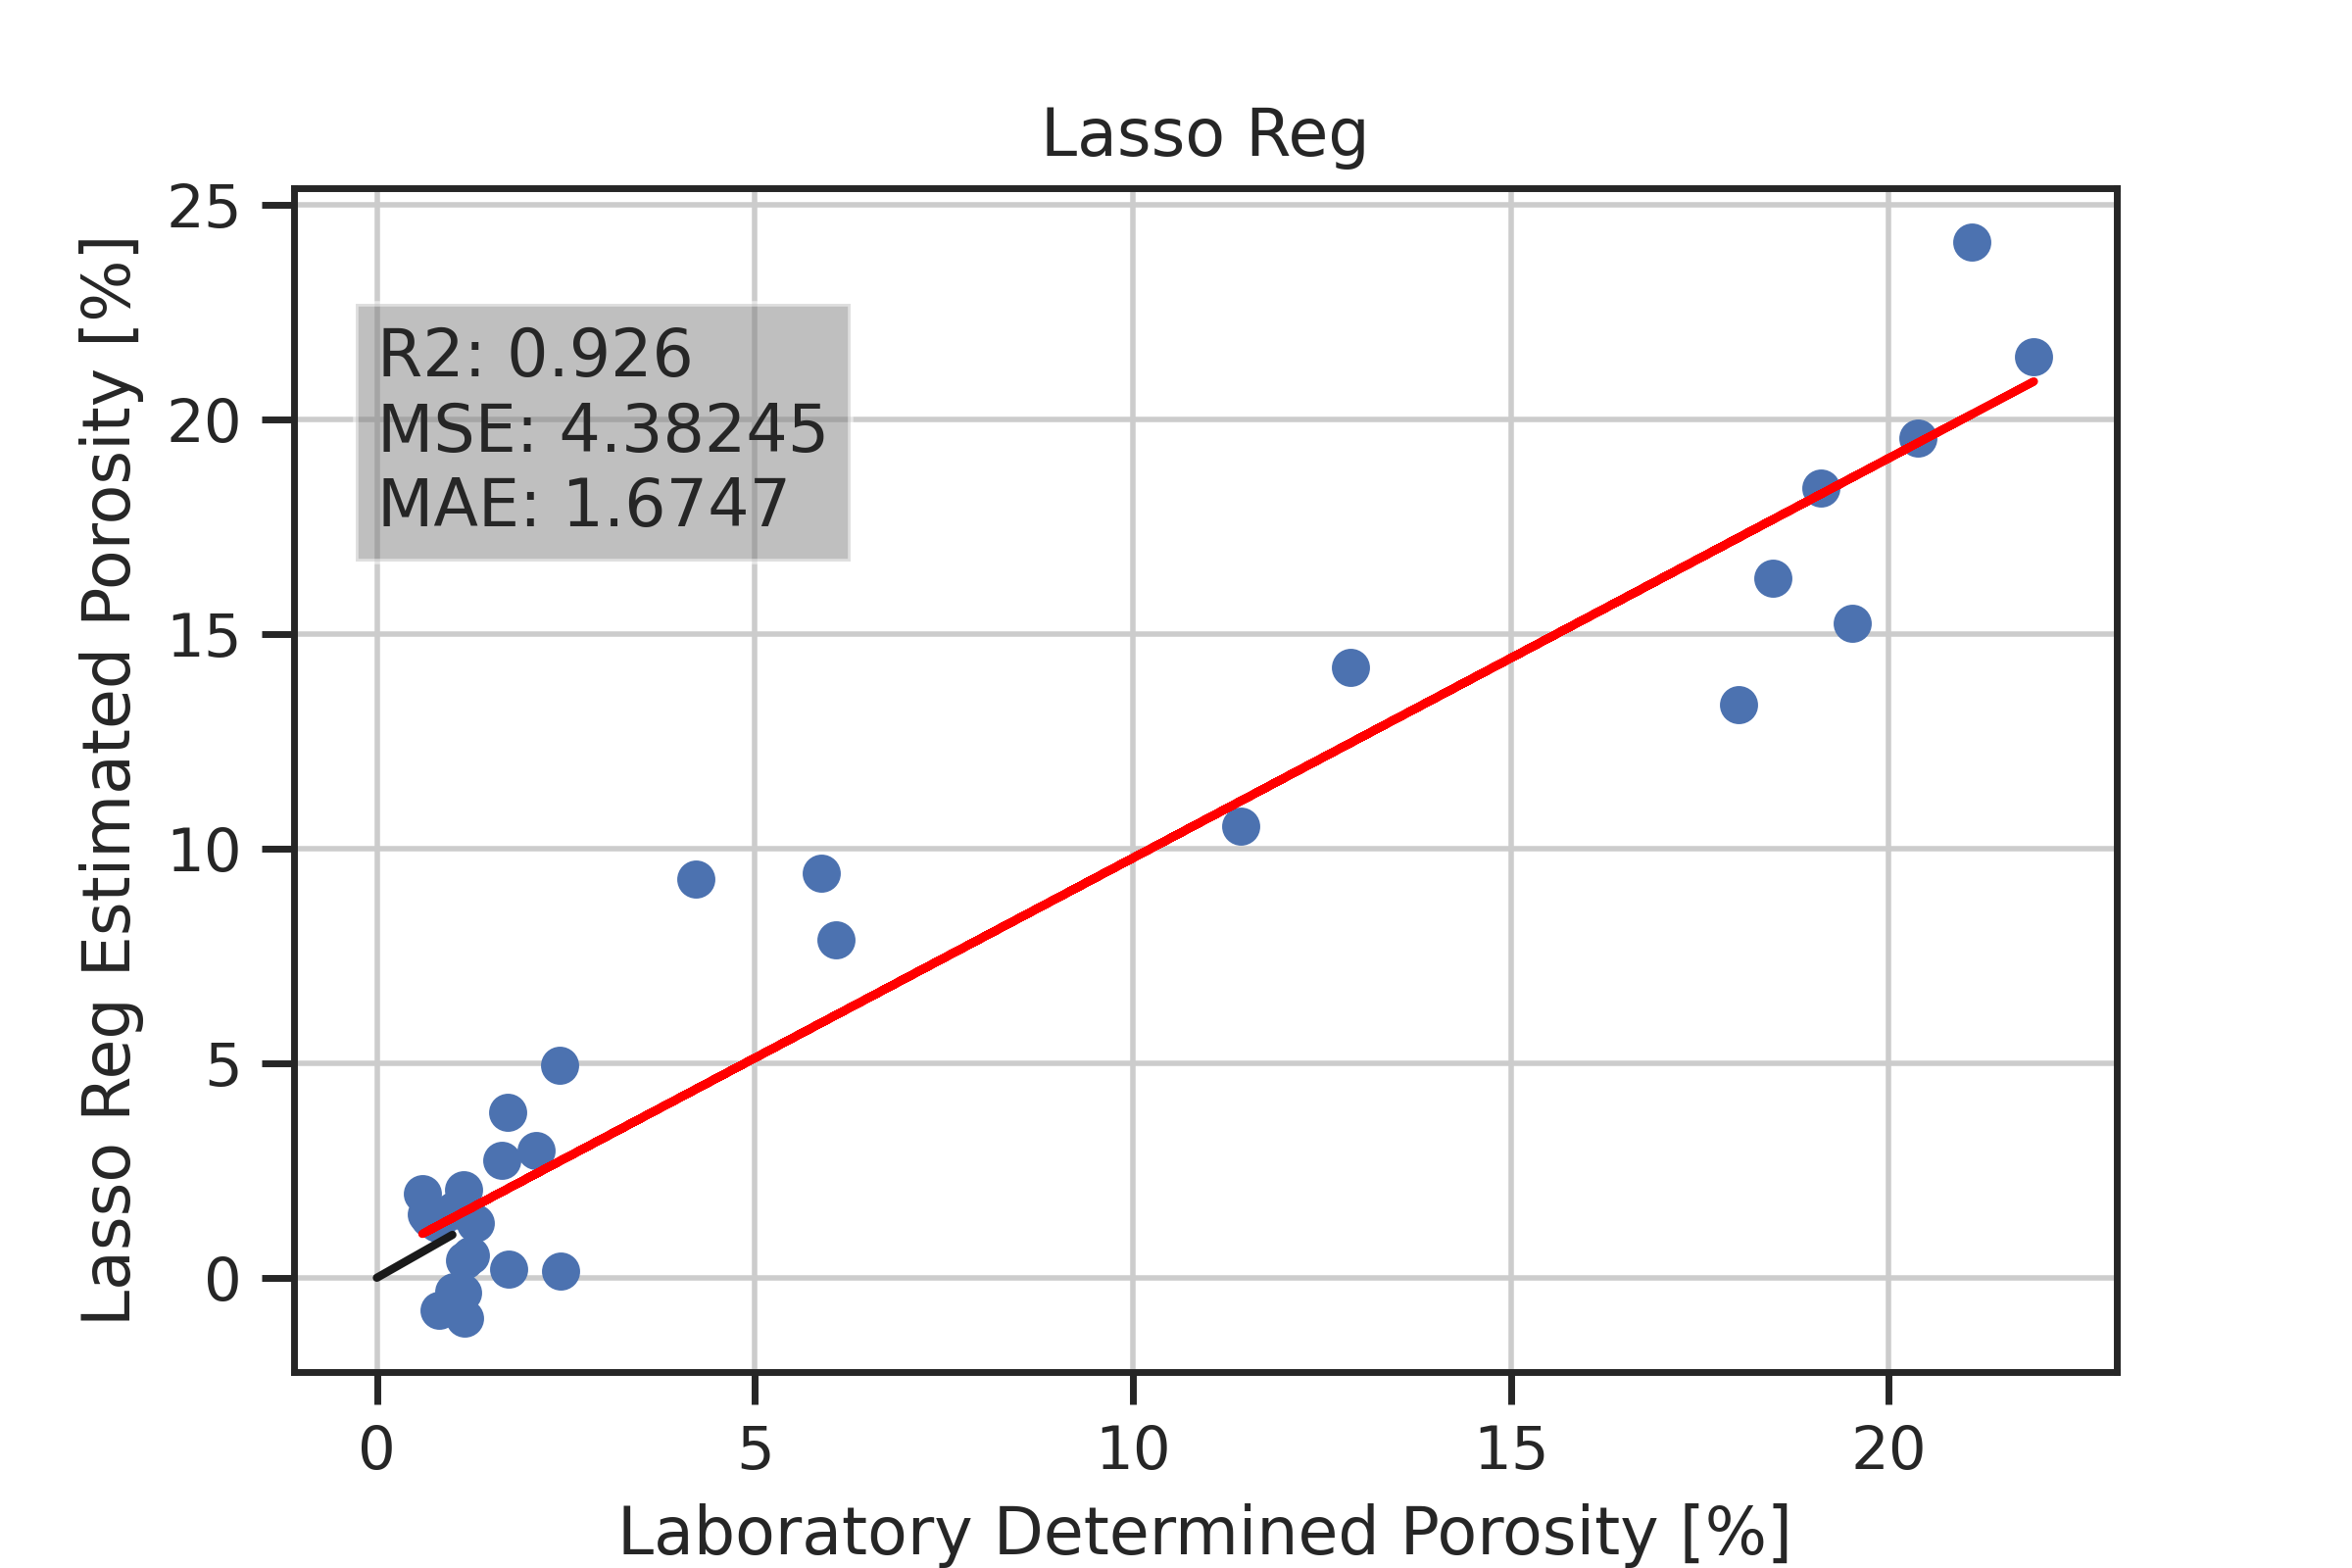 Lasso Reg
Lasso Reg Estimated Porosity [%]
25
20
15
10
5
0
R2: 0.926
MSE: 4.38245
MAE: 1.6747
0 5 10 15 20
Laboratory Determined Porosity [%]